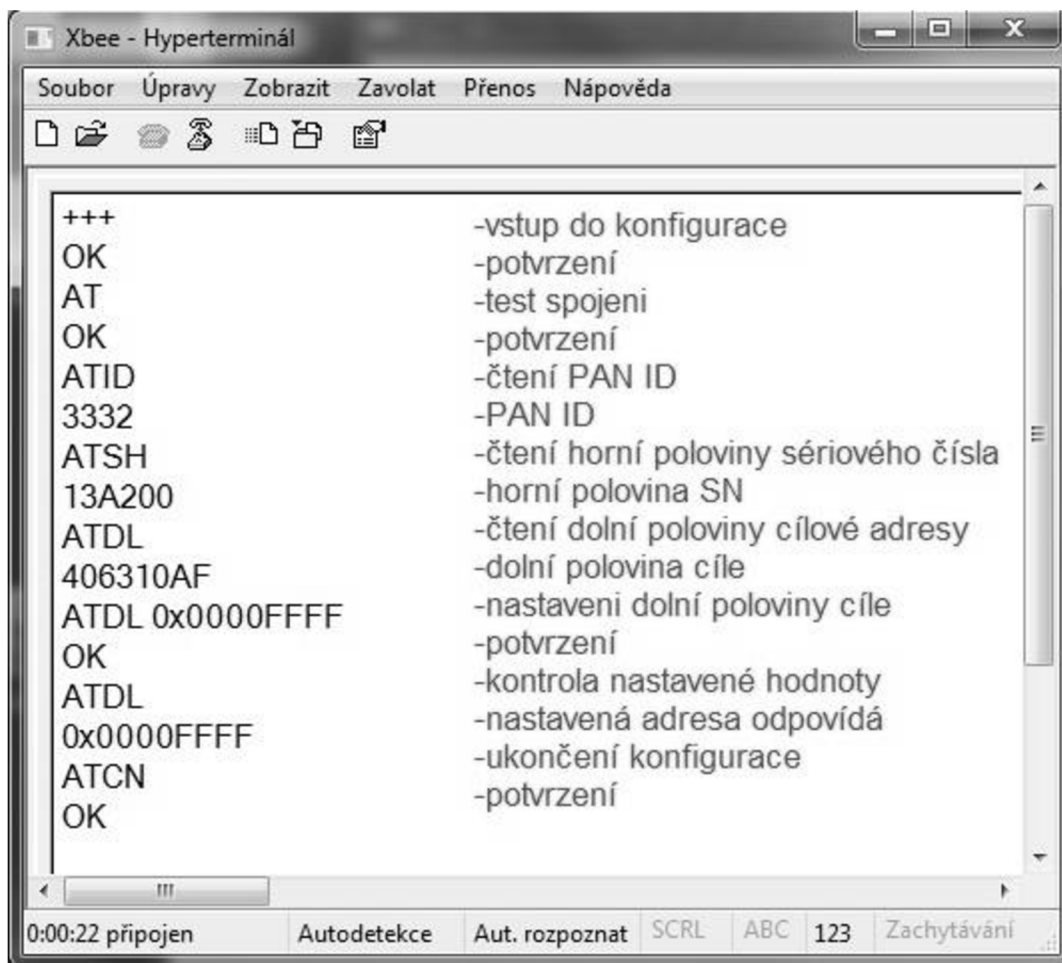 Xbee - Hyperterminál
Soubor Úpravy Zobrazit Zavolat Přenos Nápověda
+++ -vstup do konfigurace
OK -potvrzení
AT -test spojeni
OK -potvrzení
ATID -čtení PAN ID
3332 -PAN ID
ATSH -čtení horní poloviny sériového čísla
13A200 -horní polovina SN
ATDL -čtení dolní poloviny cílové adresy
406310AF -dolní polovina cíle
ATDL 0x0000FFFF -nastaveni dolní poloviny cíle
OK -potvrzení
ATDL -kontrola nastavené hodnoty
0x0000FFFF -nastavená adresa odpovídá
ATCN -ukončení konfigurace
OK -potvrzení
0:00:22 připojen Autodetekce Aut. rozpoznat SCRL ABC 123 Zachytávání